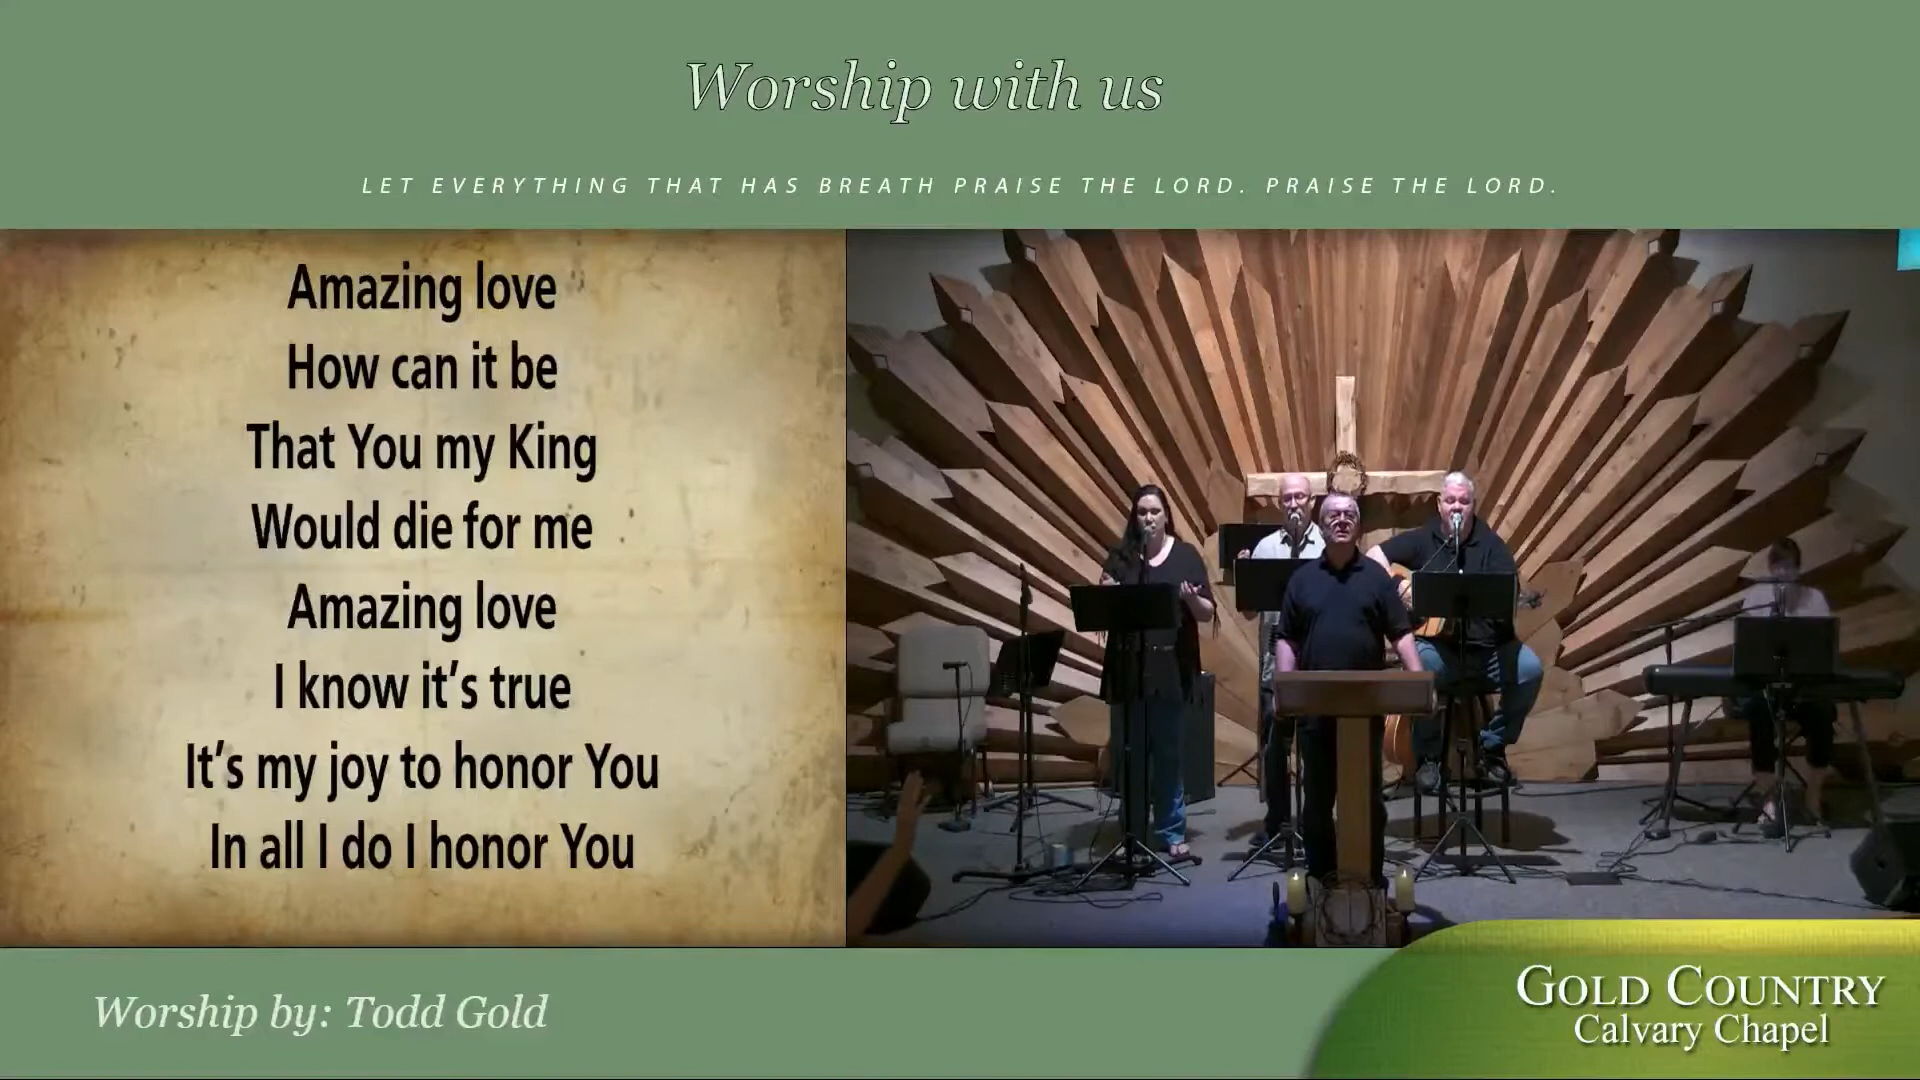 Worship with us
LET EVERYTHING THAT HAS BREATH PRAISE THE LORD. PRAISE THE LORD.
Amazing love
How can it be
That You my King
Would die for me
Amazing love
I know it's true
It's my joy to honor You
In all I do I honor You
Worship by: Todd Gold
GOLD COUNTRY
Calvary Chapel